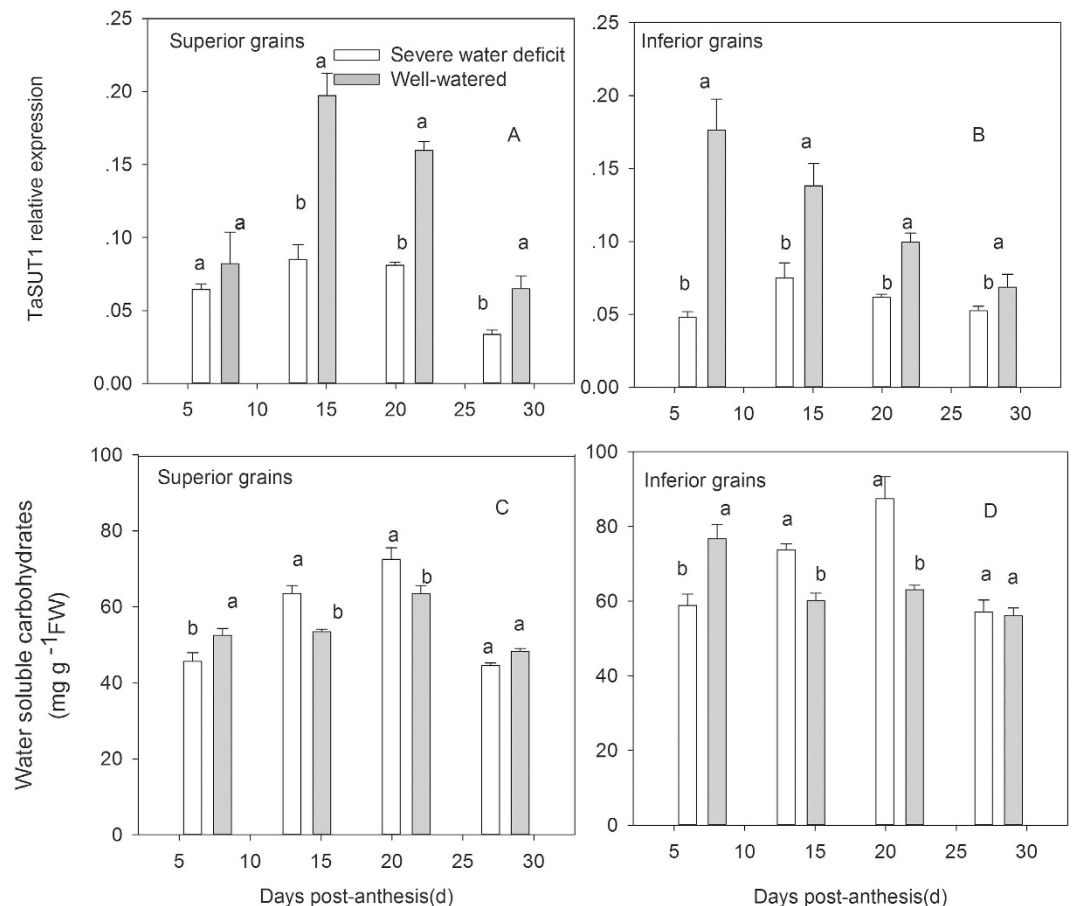 TaSUT1 relative expression
.25
.20
.15
.10
.05
0.00
Superior grains
Severe water deficit
Well-watered
A
a
a
b
a
b
a
b
a
5 10 15 20 25 30
.25
.20
.15
.10
.05
0.00
Inferior grains
B
b
a
b
a
b
a
b
a
5 10 15 20 25 30
Water soluble carbohydrates
(mg g -1FW)
100
80
60
40
20
0
Superior grains
C
b
a
a
b
a
b
a
a
5 10 15 20 25 30
Days post-anthesis(d)
100
80
60
40
20
0
Inferior grains
D
b
a
a
b
a
b
a
a
5 10 15 20 25 30
Days post-anthesis(d)